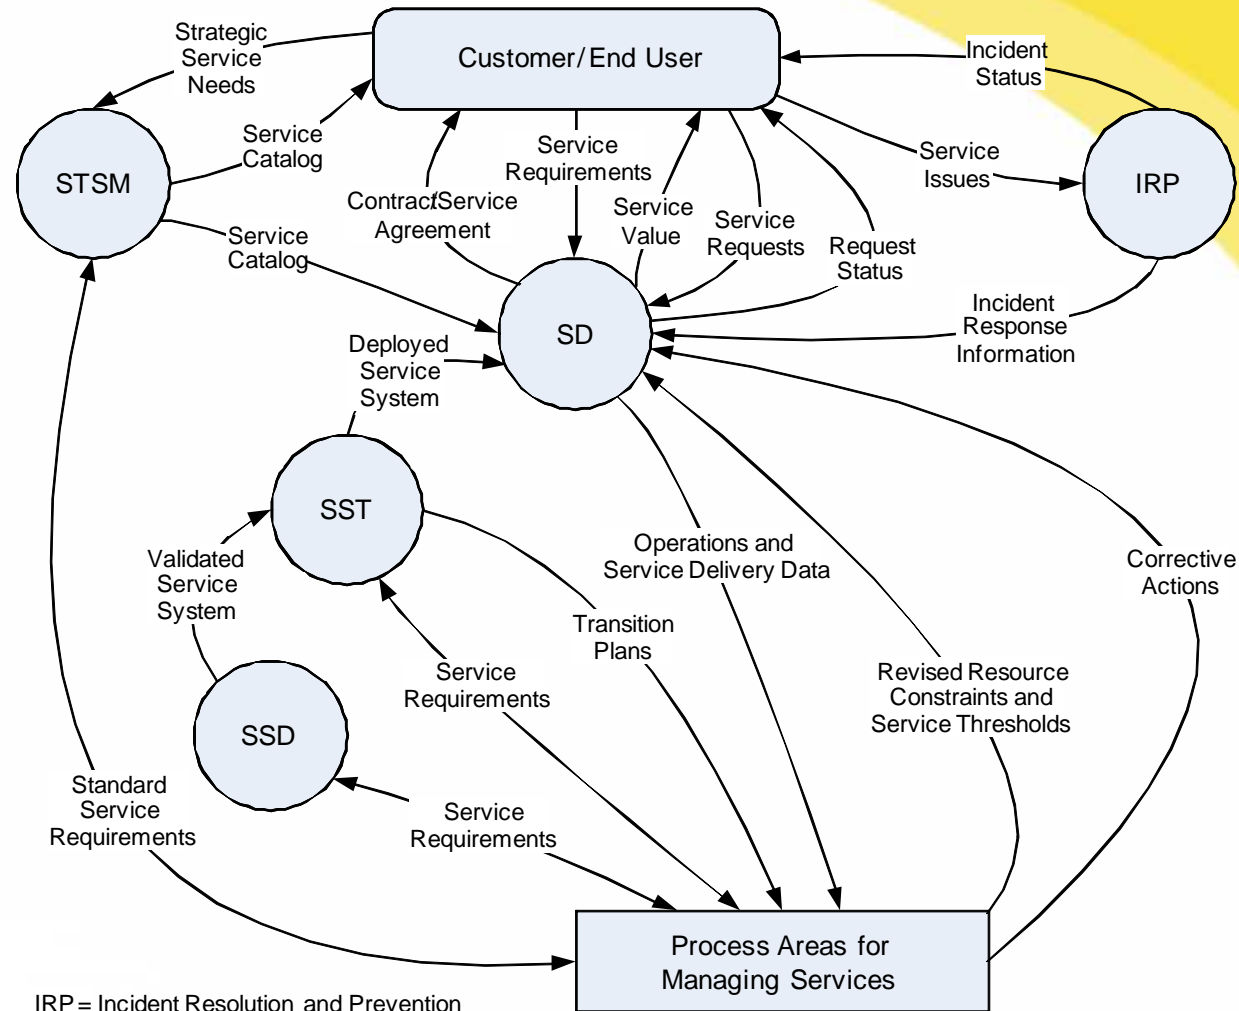 Strategic
Service
Needs
Customer/End User
Incident
Status
STSM
Service
Catalog
Service
Requirements
Service
Issues
IRP
Contract/Service
Agreement
Service
Value
Service
Requests
Request
Status
Service
Catalog
SD
Incident
Response
Information
Deployed
Service
System
SST
Validated
Service
System
Operations and
Service Delivery Data
Corrective
Actions
Transition
Plans
Service
Requirements
Revised Resource
Constraints and
Service Thresholds
SSD
Standard
Service
Requirements
Service
Requirements
Process Areas for
Managing Services
IRP = Incident Resolution and Prevention